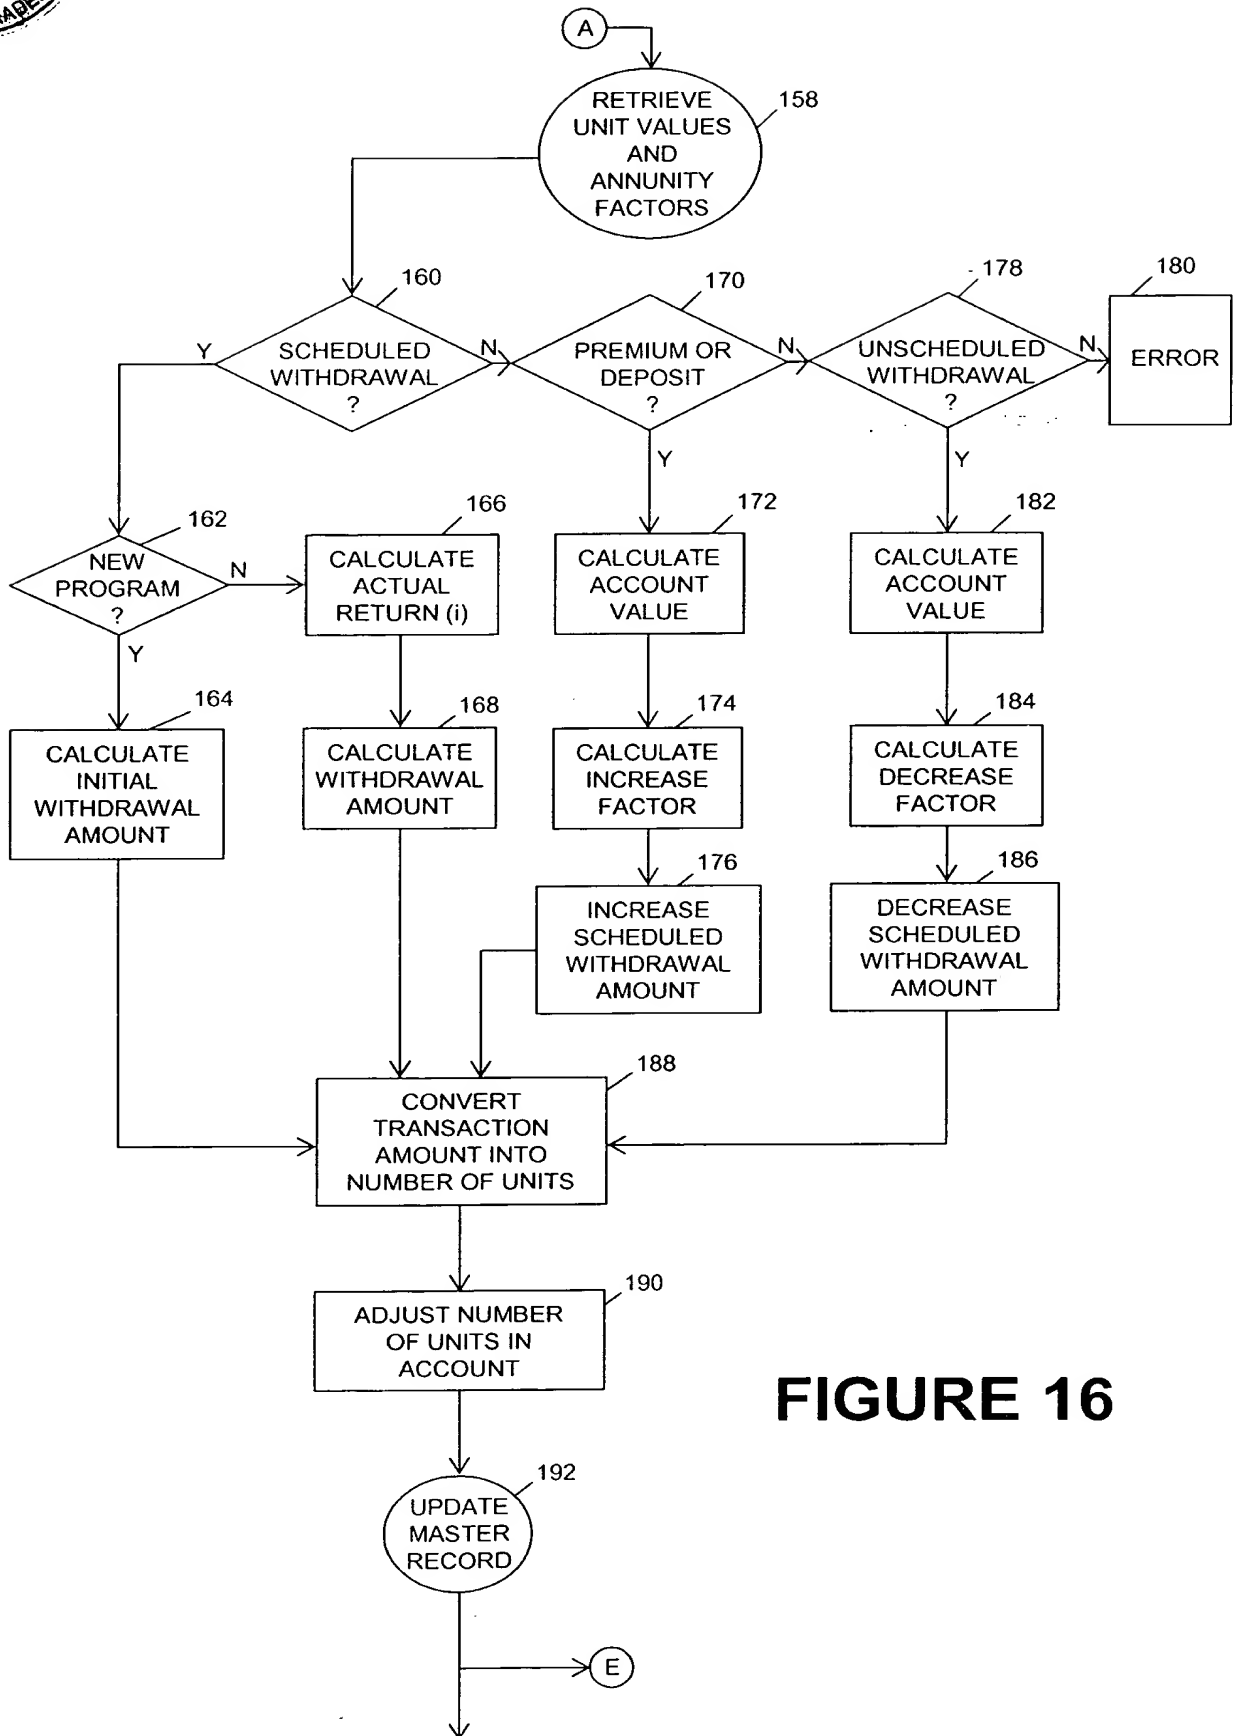 A
RETRIEVE
UNIT VALUES
AND
ANNUNITY
FACTORS
158
160
SCHEDULED
WITHDRAWAL
?
Y
N
170
PREMIUM OR
DEPOSIT
?
N
Y
178
UNSCHEDULED
WITHDRAWAL
?
N
Y
180
ERROR
162
NEW
PROGRAM
?
N
Y
166
CALCULATE
ACTUAL
RETURN (i)
172
CALCULATE
ACCOUNT
VALUE
182
CALCULATE
ACCOUNT
VALUE
164
CALCULATE
INITIAL
WITHDRAWAL
AMOUNT
168
CALCULATE
WITHDRAWAL
AMOUNT
174
CALCULATE
INCREASE
FACTOR
184
CALCULATE
DECREASE
FACTOR
176
INCREASE
SCHEDULED
WITHDRAWAL
AMOUNT
186
DECREASE
SCHEDULED
WITHDRAWAL
AMOUNT
188
CONVERT
TRANSACTION
AMOUNT INTO
NUMBER OF UNITS
190
ADJUST NUMBER
OF UNITS IN
ACCOUNT
FIGURE 16
192
UPDATE
MASTER
RECORD
E